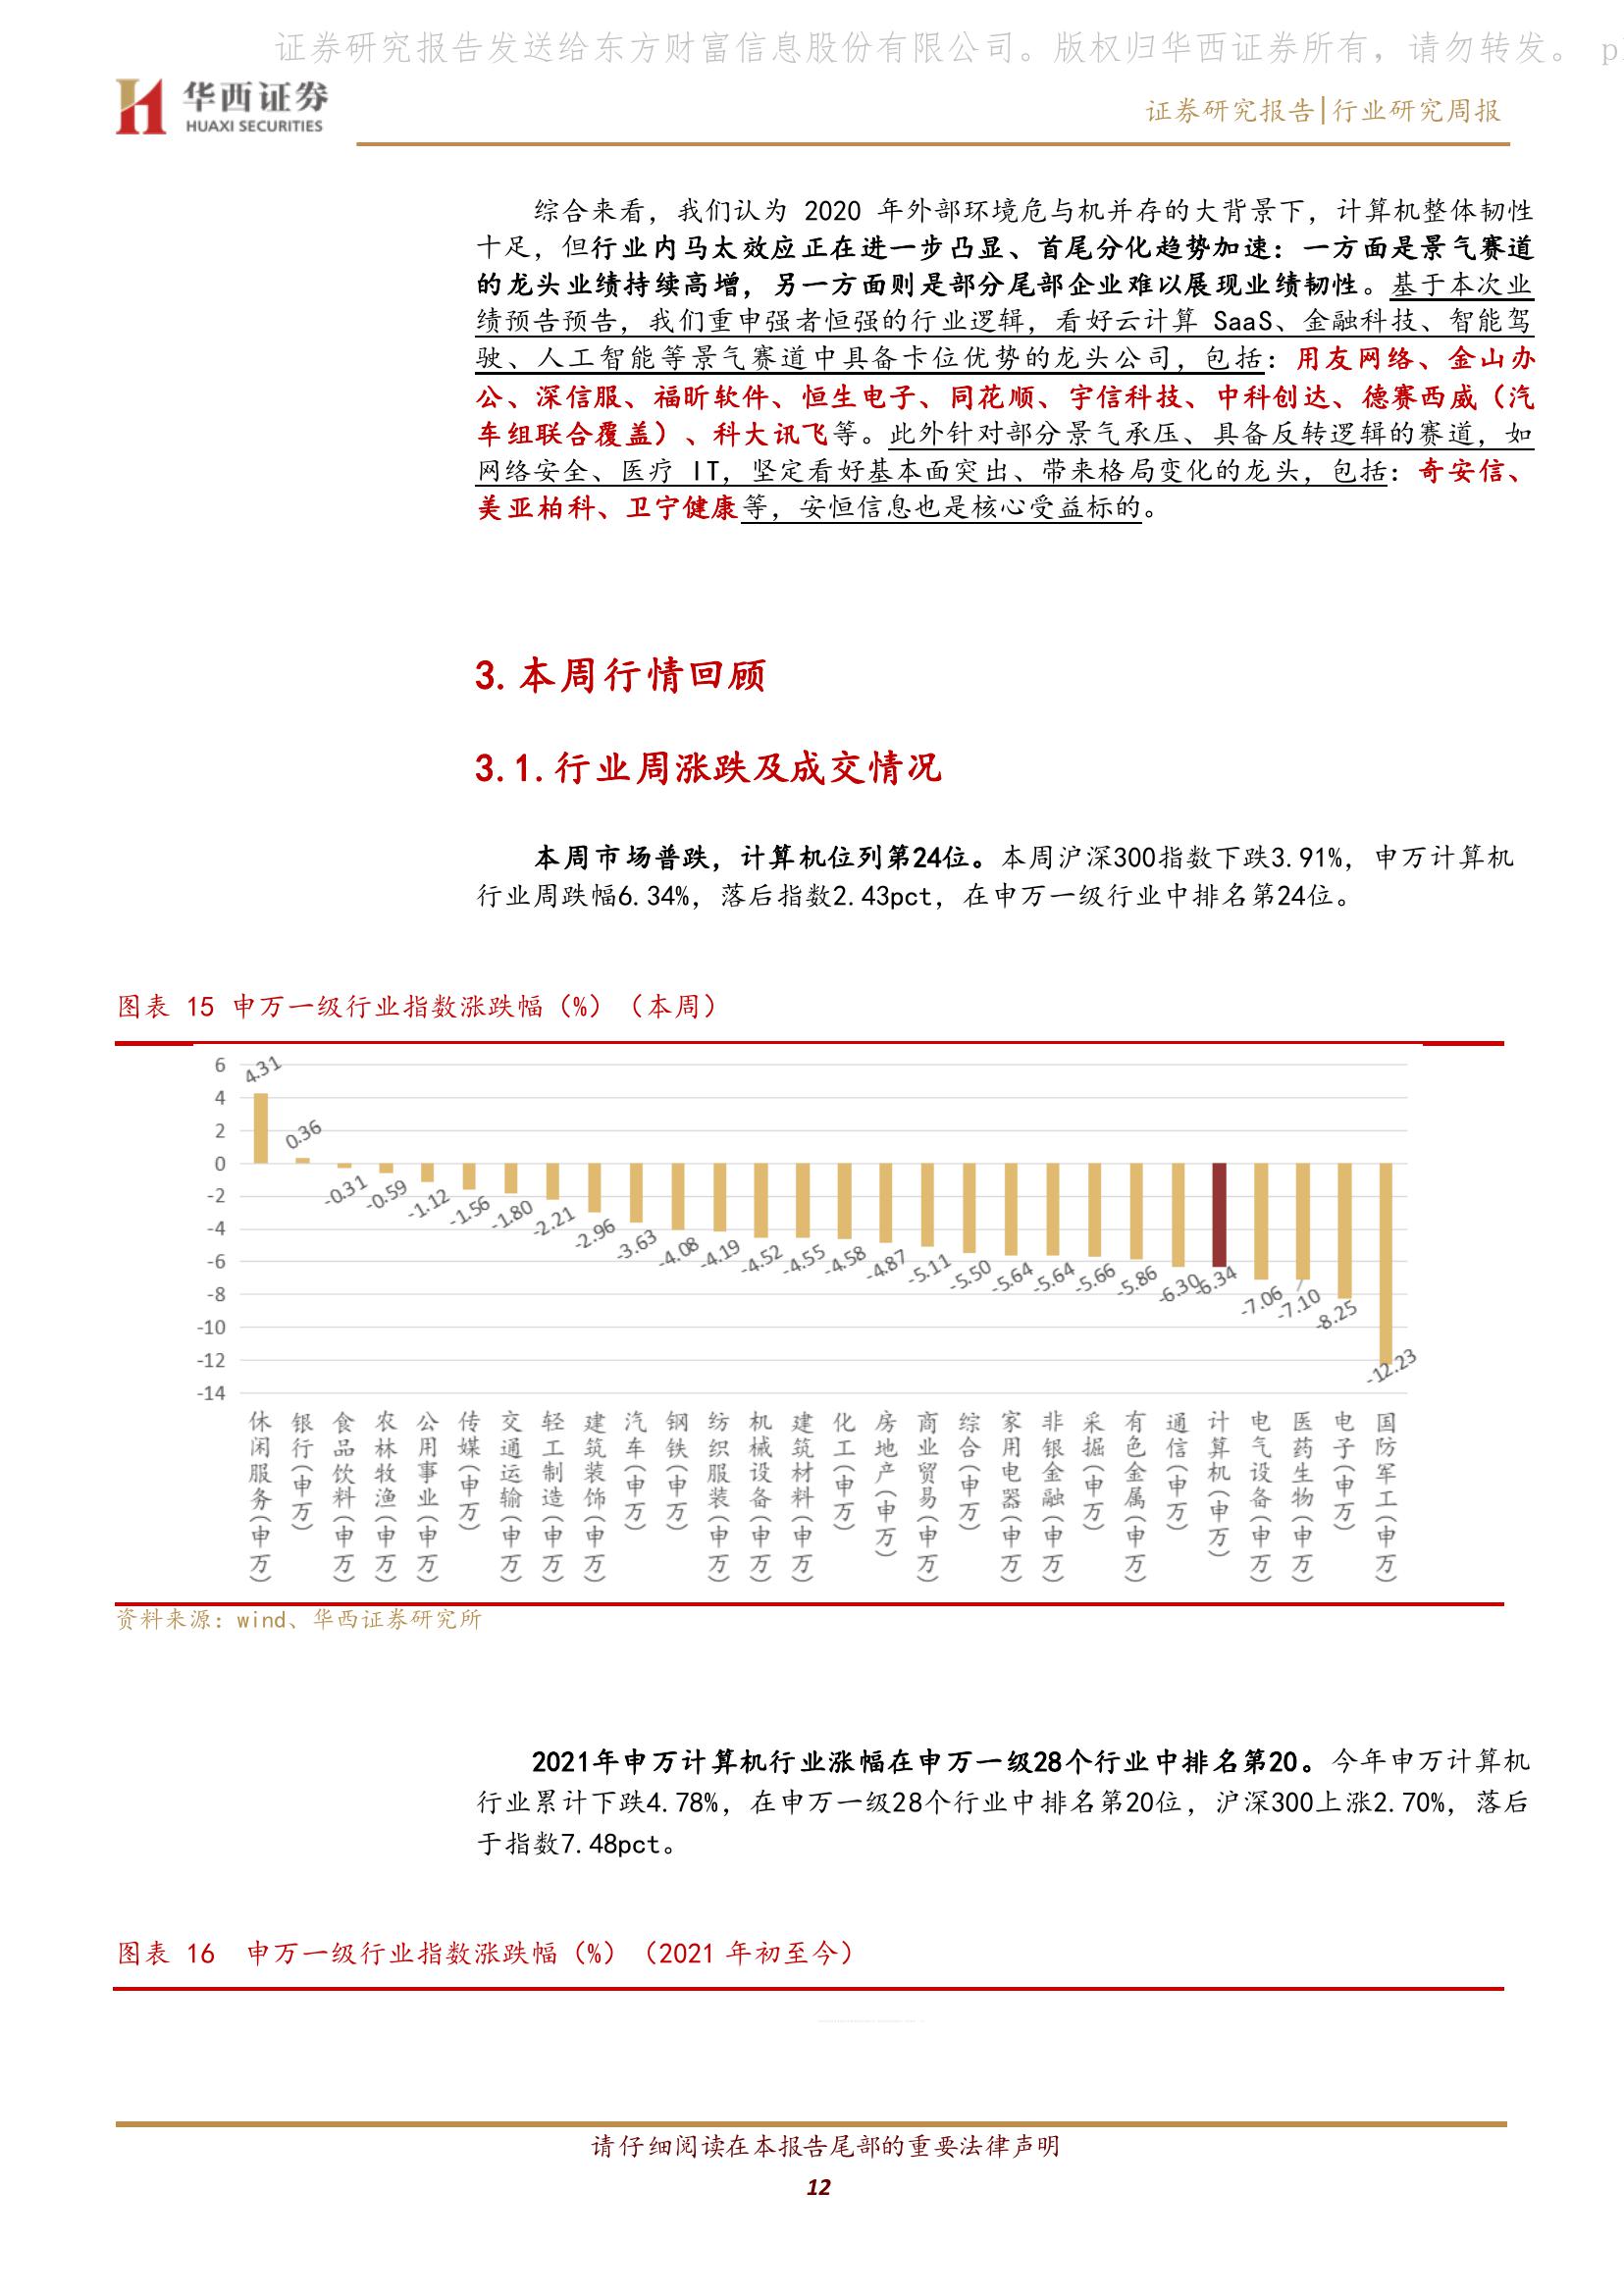 证券研究报告发送给东方财富信息股份有限公司。版权归华西证券所有，请勿转发。 p
华西证券
HUAXI SECURITIES
证券研究报告|行业研究周报
综合来看，我们认为 2020 年外部环境危与机并存的大背景下，计算机整体韧性
十足，但行业内马太效应正在进一步凸显、首尾分化趋势加速：一方面是景气赛道
的龙头业绩持续高增，另一方面则是部分尾部企业难以展现业绩韧性。基于本次业
绩预告预告，我们重申强者恒强的行业逻辑，看好云计算 SaaS、金融科技、智能驾
驶、人工智能等景气赛道中具备卡位优势的龙头公司，包括：用友网络、金山办
公、深信服、福昕软件、恒生电子、同花顺、宇信科技、中科创达、德赛西威（汽
车组联合覆盖）、科大讯飞等。此外针对部分景气承压、具备反转逻辑的赛道，如
网络安全、医疗 IT，坚定看好基本面突出、带来格局变化的龙头，包括：奇安信、
美亚柏科、卫宁健康等，安恒信息也是核心受益标的。
3.本周行情回顾
3.1.行业周涨跌及成交情况
本周市场普跌，计算机位列第24位。本周沪深300指数下跌3.91%，申万计算机
行业周跌幅6.34%，落后指数2.43pct，在申万一级行业中排名第24位。
图表 15 申万一级行业指数涨跌幅（%）（本周）
6
4
2
0
-2
-4
-6
-8
-10
-12
-14
4.31
0.36
-0.31
-0.59
-1.12
-1.56
-1.80
-2.21
-2.96
-3.63
-4.08
-4.19
-4.52
-4.55
-4.58
-4.87
-5.11
-5.50
-5.64
-5.64
-5.66
-5.86
-6.30
-6.34
-7.06
-7.10
-8.25
-12.23
休闲服务(申万)
银行(申万)
食品饮料(申万)
农林牧渔(申万)
公用事业(申万)
传媒(申万)
交通运输(申万)
轻工制造(申万)
建筑装饰(申万)
汽车(申万)
钢铁(申万)
纺织服装(申万)
机械设备(申万)
建筑材料(申万)
化工(申万)
房地产(申万)
商业贸易(申万)
综合(申万)
家用电器(申万)
非银金融(申万)
采掘(申万)
有色金属(申万)
通信(申万)
计算机(申万)
电气设备(申万)
医药生物(申万)
电子(申万)
国防军工(申万)
资料来源：wind、华西证券研究所
2021年申万计算机行业涨幅在申万一级28个行业中排名第20。今年申万计算机
行业累计下跌4.78%，在申万一级28个行业中排名第20位，沪深300上涨2.70%，落后
于指数7.48pct。
图表 16 申万一级行业指数涨跌幅（%）（2021 年初至今）
请仔细阅读在本报告尾部的重要法律声明
12